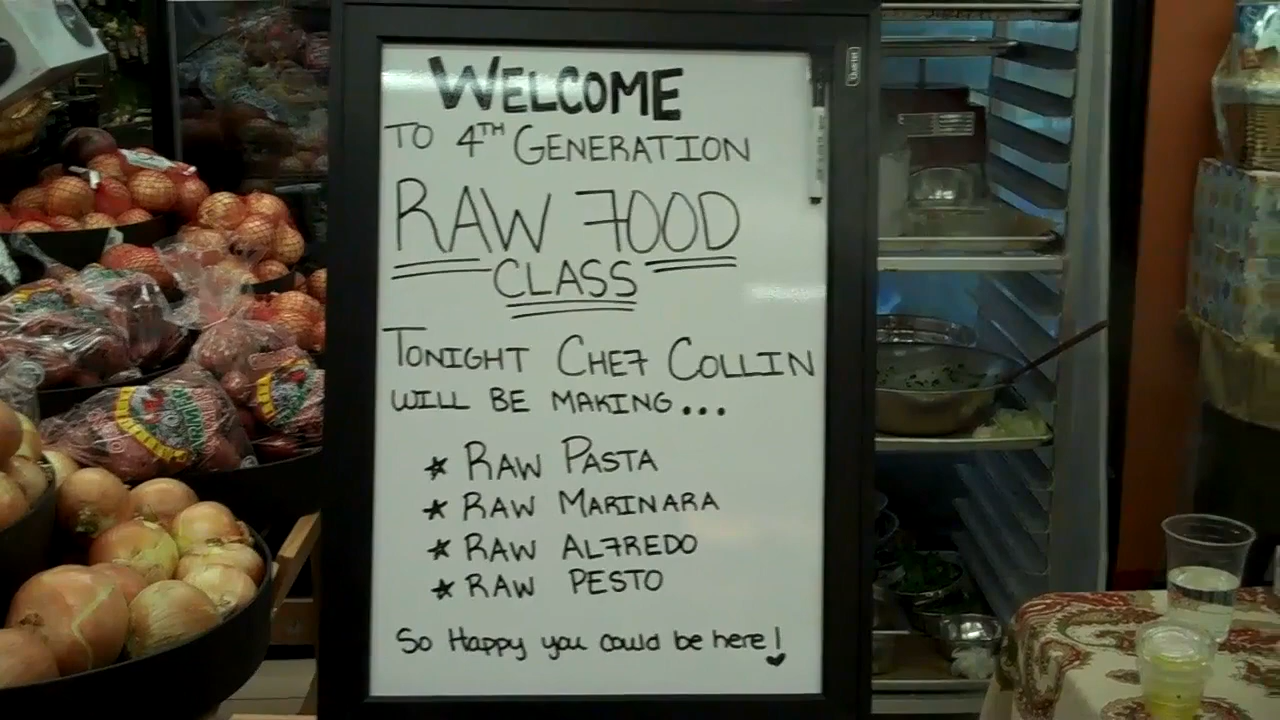 WELCOME
TO 4TH GENERATION
RAW FOOD
CLASS
TONIGHT CHEF COLLIN
WILL BE MAKING...
* RAW PASTA
* RAW MARINARA
* RAW ALFREDO
* RAW PESTO
So Happy you could be here!